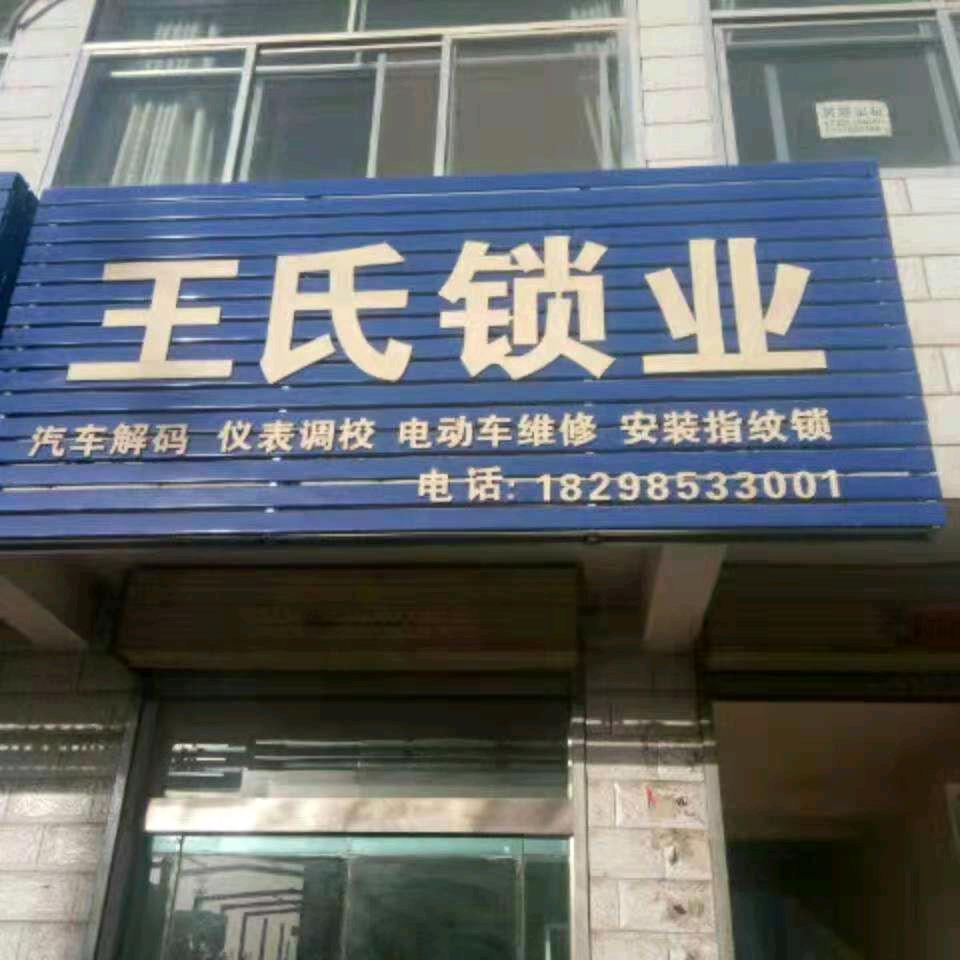 王氏锁业
汽车解码 仪表调校 电动车维修 安装指纹锁
电话: 18298533001